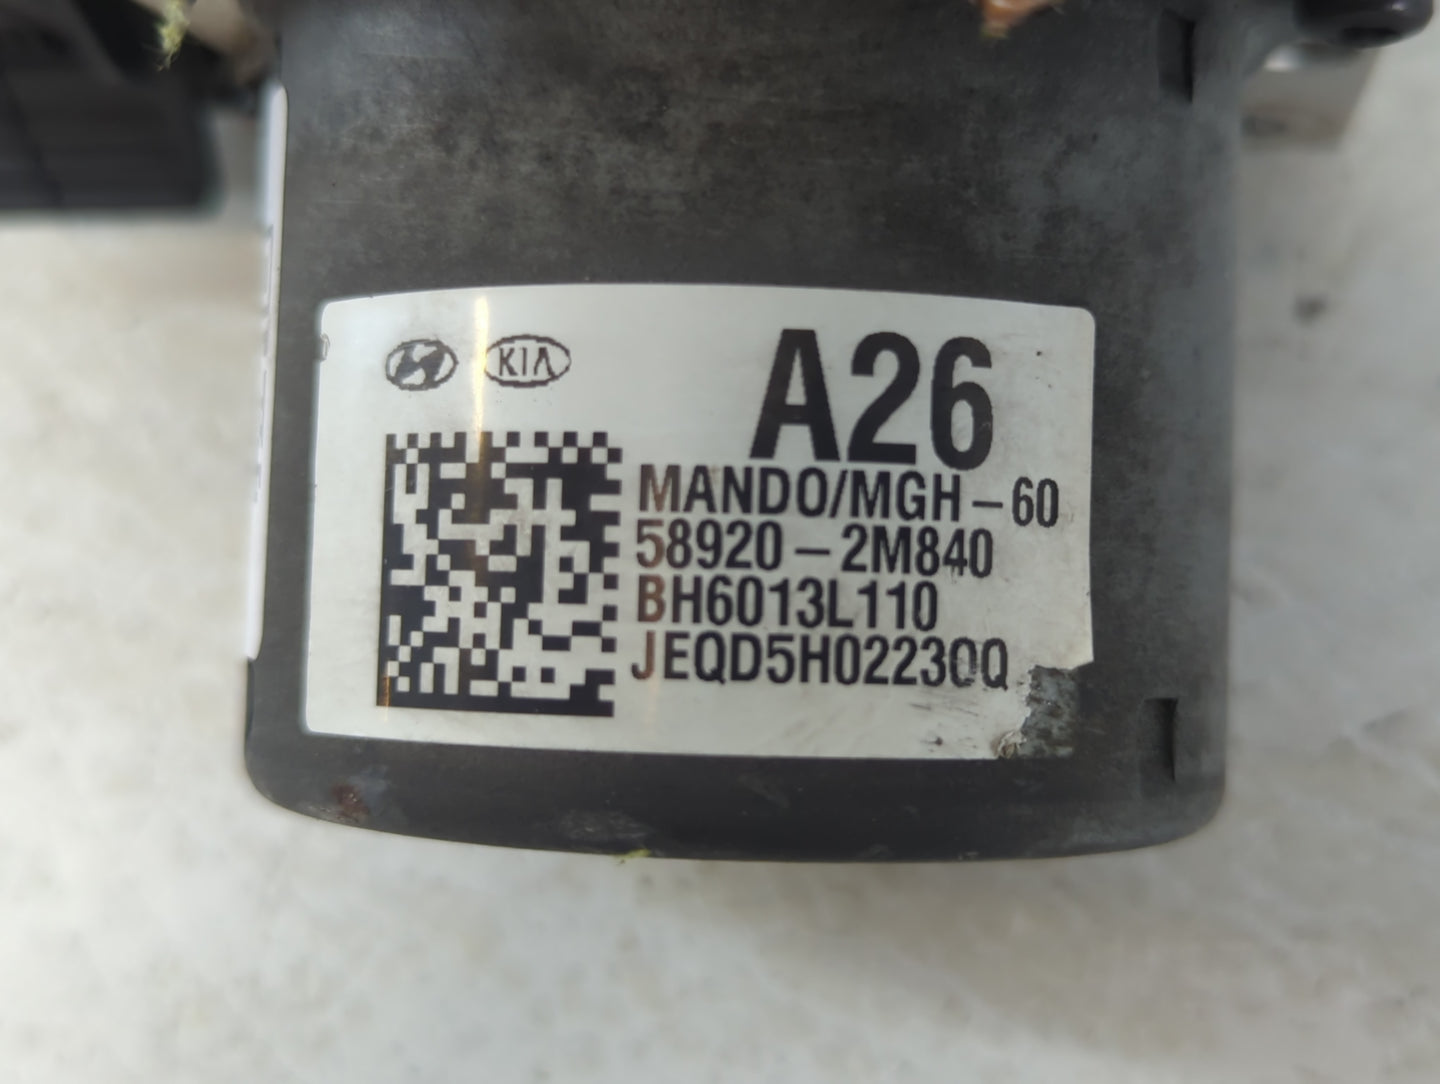 KIA
A26
MANDO/MGH-60
58920-2M840
BH6013L110
JEQD5H02230Q